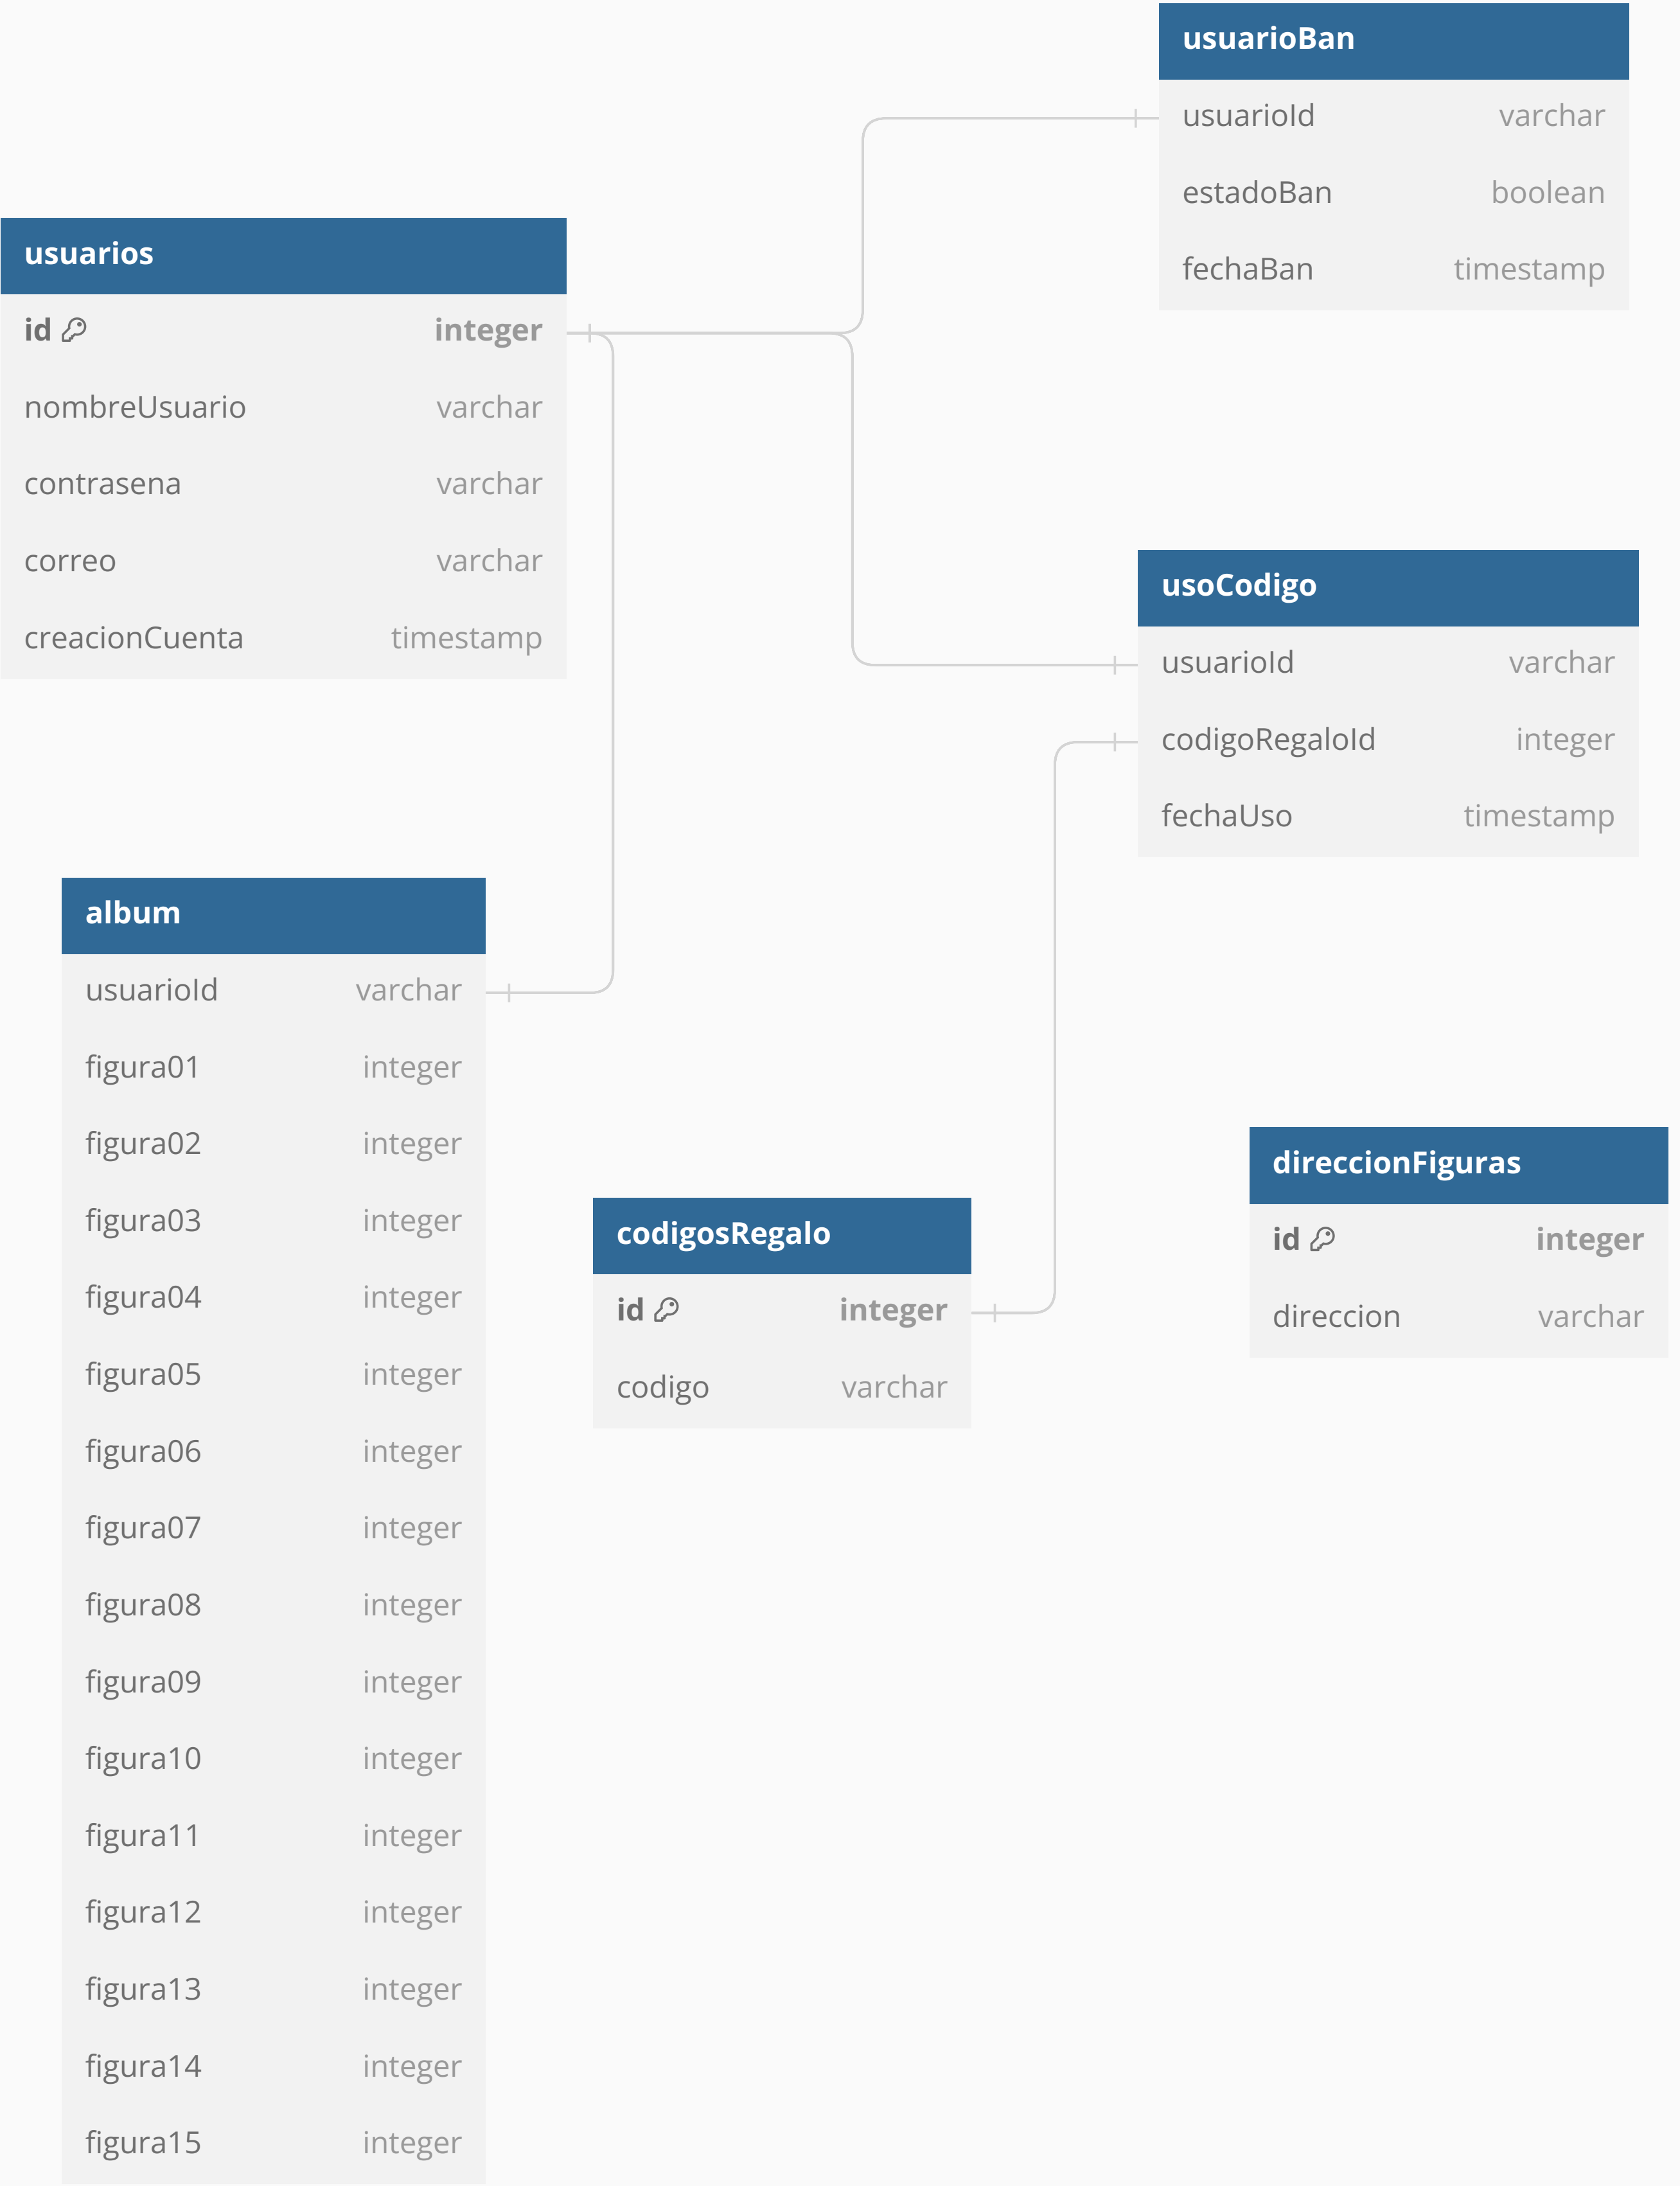 usuarioBan
usuarioId varchar
estadoBan boolean
fechaBan timestamp
usuarios
id integer
nombreUsuario varchar
contrasena varchar
correo varchar
creacionCuenta timestamp
usoCodigo
usuarioId varchar
codigoRegaloId integer
fechaUso timestamp
album
usuarioId varchar
figura01 integer
figura02 integer
figura03 integer
figura04 integer
figura05 integer
figura06 integer
figura07 integer
figura08 integer
figura09 integer
figura10 integer
figura11 integer
figura12 integer
figura13 integer
figura14 integer
figura15 integer
codigosRegalo
id integer
codigo varchar
direccionFiguras
id integer
direccion varchar